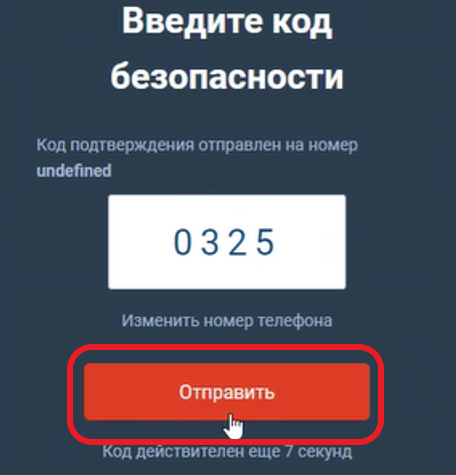 Введите код
безопасности
Код подтверждения отправлен на номер
undefined
0325
Изменить номер телефона
Отправить
Код действителен еще 7 секунд